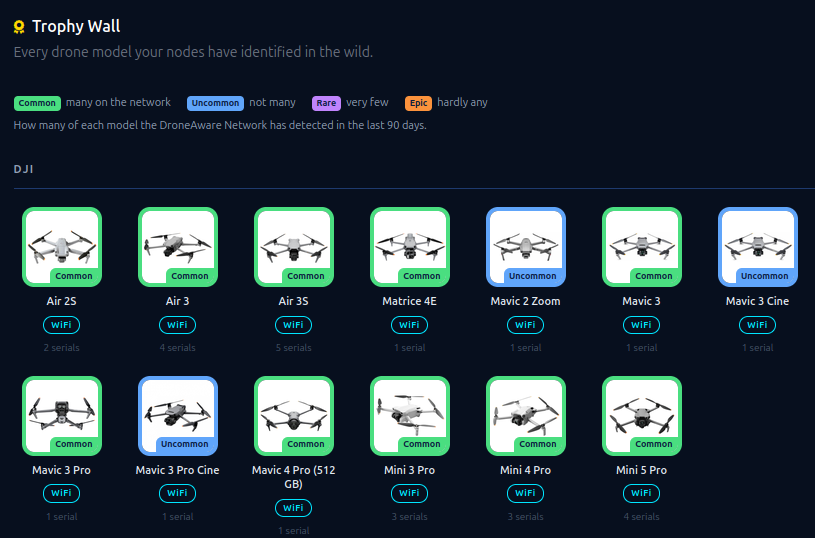 Trophy Wall
Every drone model your nodes have identified in the wild.
Common many on the network Uncommon not many Rare very few Epic hardly any
How many of each model the DroneAware Network has detected in the last 90 days.
DJI
Common Common Common Common Uncommon Common Uncommon
Air 2S Air 3 Air 3S Matrice 4E Mavic 2 Zoom Mavic 3 Mavic 3 Cine
WiFi WiFi WiFi WiFi WiFi WiFi WiFi
2 serials 4 serials 5 serials 1 serial 1 serial 1 serial 1 serial
Common Uncommon Common Common Common Common
Mavic 3 Pro Mavic 3 Pro Cine Mavic 4 Pro (512 Mini 3 Pro Mini 4 Pro Mini 5 Pro
GB)
WiFi WiFi WiFi WiFi WiFi WiFi
1 serial 1 serial 1 serial 3 serials 3 serials 4 serials